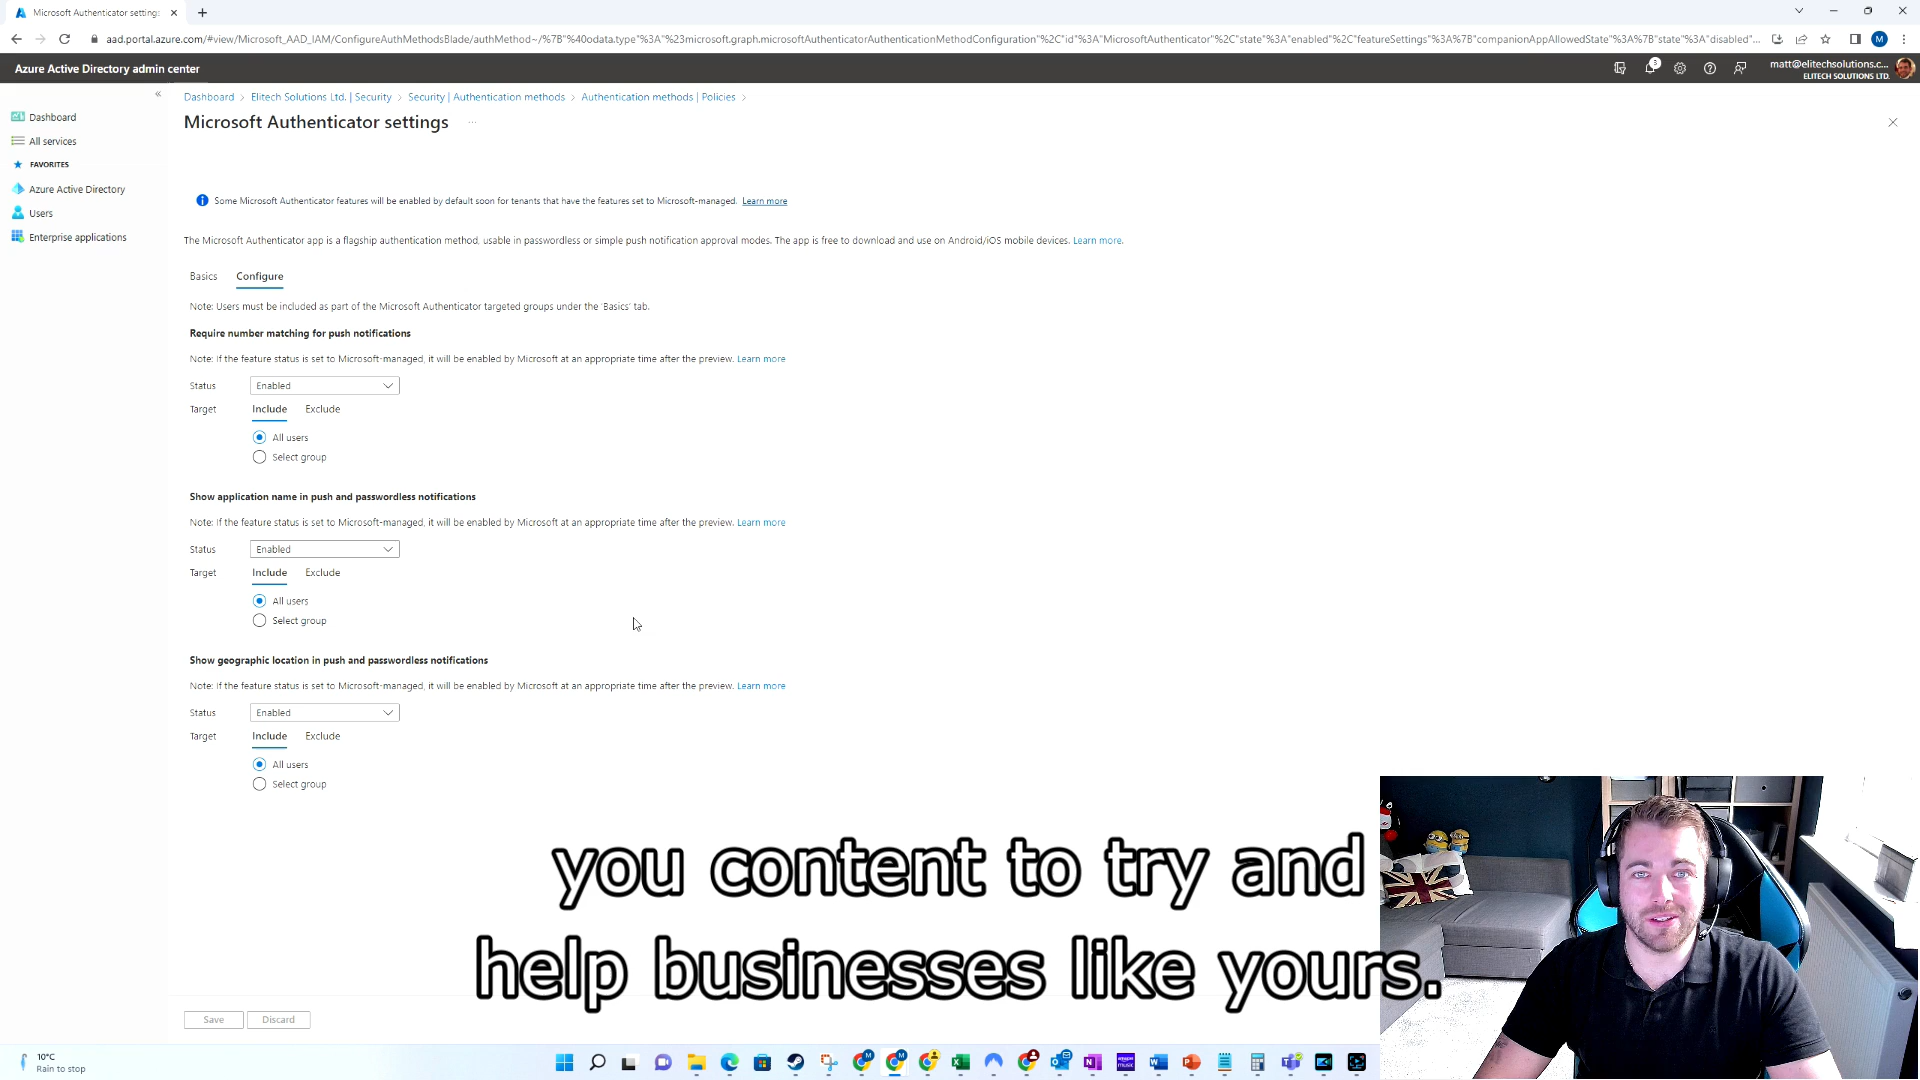 Microsoft Authenticator setting:
aad.portal.azure.com/#view/Microsoft_AAD_IAM/ConfigureAuthMethodsBlade/authMethod~/%7B"%40odata.type"%3A"%23microsoft.graph.microsoftAuthenticatorAuthenticationMethodConfiguration"%2C"id"%3A"MicrosoftAuthenticator"%2C"state"%3A"enabled"%2C"featureSettings"%3A%7B"companionAppAllowedState"%3A%7B"state"%3A"disabled"...
M
Azure Active Directory admin center
3
matt@elitechsolutions.c...
ELITECH SOLUTIONS LTD.
Dashboard > Elitech Solutions Ltd. | Security > Security | Authentication methods > Authentication methods | Policies >
Microsoft Authenticator settings ...
Dashboard
All services
FAVORITES
Azure Active Directory
Users
Enterprise applications
Some Microsoft Authenticator features will be enabled by default soon for tenants that have the features set to Microsoft-managed. Learn more
The Microsoft Authenticator app is a flagship authentication method, usable in passwordless or simple push notification approval modes. The app is free to download and use on Android/iOS mobile devices. Learn more.
Basics Configure
Note: Users must be included as part of the Microsoft Authenticator targeted groups under the 'Basics' tab.
Require number matching for push notifications
Note: If the feature status is set to Microsoft-managed, it will be enabled by Microsoft at an appropriate time after the preview. Learn more
Status Enabled
Target Include Exclude
All users
Select group
Show application name in push and passwordless notifications
Note: If the feature status is set to Microsoft-managed, it will be enabled by Microsoft at an appropriate time after the preview. Learn more
Status Enabled
Target Include Exclude
All users
Select group
Show geographic location in push and passwordless notifications
Note: If the feature status is set to Microsoft-managed, it will be enabled by Microsoft at an appropriate time after the preview. Learn more
Status Enabled
Target Include Exclude
All users
Select group
you content to try and
help businesses like yours.
Save Discard
10°C
Rain to stop